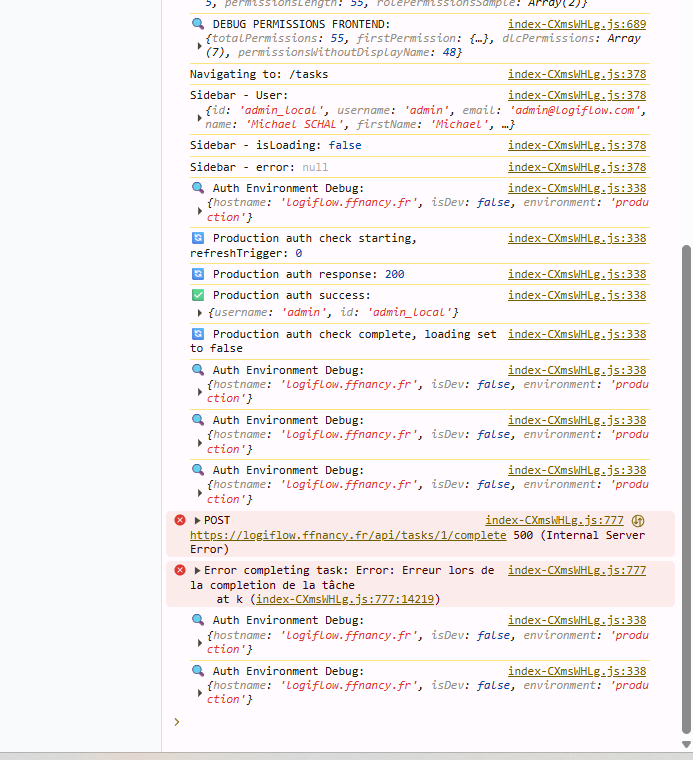 5, permissionsLength: 55, rolePermissionsSample: Array(2)}
DEBUG PERMISSIONS FRONTEND: index-CXmsWHLg.js:689
{totalPermissions: 55, firstPermission: {…}, dlcPermissions: Array
(7), permissionsWithoutDisplayName: 48}
Navigating to: /tasks index-CXmsWHLg.js:378
Sidebar - User: index-CXmsWHLg.js:378
{id: 'admin_local', username: 'admin', email: 'admin@logiflow.com',
name: 'Michael SCHAL', firstName: 'Michael', …}
Sidebar - isLoading: false index-CXmsWHLg.js:378
Sidebar - error: null index-CXmsWHLg.js:378
Auth Environment Debug: index-CXmsWHLg.js:338
{hostname: 'logiflow.ffnancy.fr', isDev: false, environment: 'produ
ction'}
Production auth check starting, index-CXmsWHLg.js:338
refreshTrigger: 0
Production auth response: 200 index-CXmsWHLg.js:338
Production auth success: index-CXmsWHLg.js:338
{username: 'admin', id: 'admin_local'}
Production auth check complete, loading set index-CXmsWHLg.js:338
to false
Auth Environment Debug: index-CXmsWHLg.js:338
{hostname: 'logiflow.ffnancy.fr', isDev: false, environment: 'produ
ction'}
Auth Environment Debug: index-CXmsWHLg.js:338
{hostname: 'logiflow.ffnancy.fr', isDev: false, environment: 'produ
ction'}
Auth Environment Debug: index-CXmsWHLg.js:338
{hostname: 'logiflow.ffnancy.fr', isDev: false, environment: 'produ
ction'}
POST index-CXmsWHLg.js:777
https://logiflow.ffnancy.fr/api/tasks/1/complete 500 (Internal Server
Error)
Error completing task: Error: Erreur lors de index-CXmsWHLg.js:777
la completion de la tâche
at k (index-CXmsWHLg.js:777:14219)
Auth Environment Debug: index-CXmsWHLg.js:338
{hostname: 'logiflow.ffnancy.fr', isDev: false, environment: 'produ
ction'}
Auth Environment Debug: index-CXmsWHLg.js:338
{hostname: 'logiflow.ffnancy.fr', isDev: false, environment: 'produ
ction'}